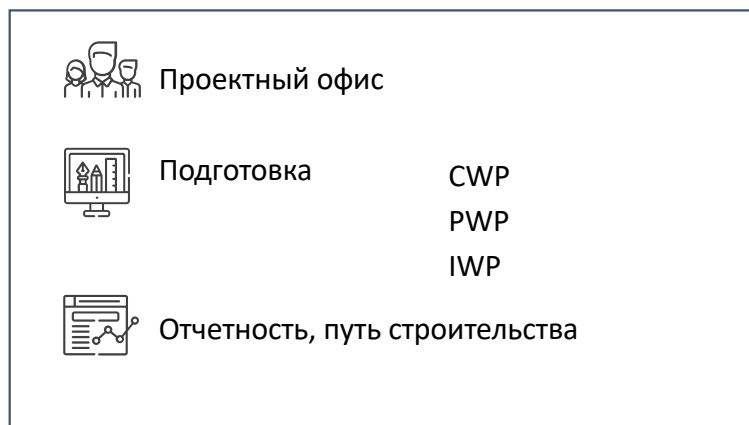 Проектный офис
Подготовка
CWP
PWP
IWP
Отчетность, путь строительства